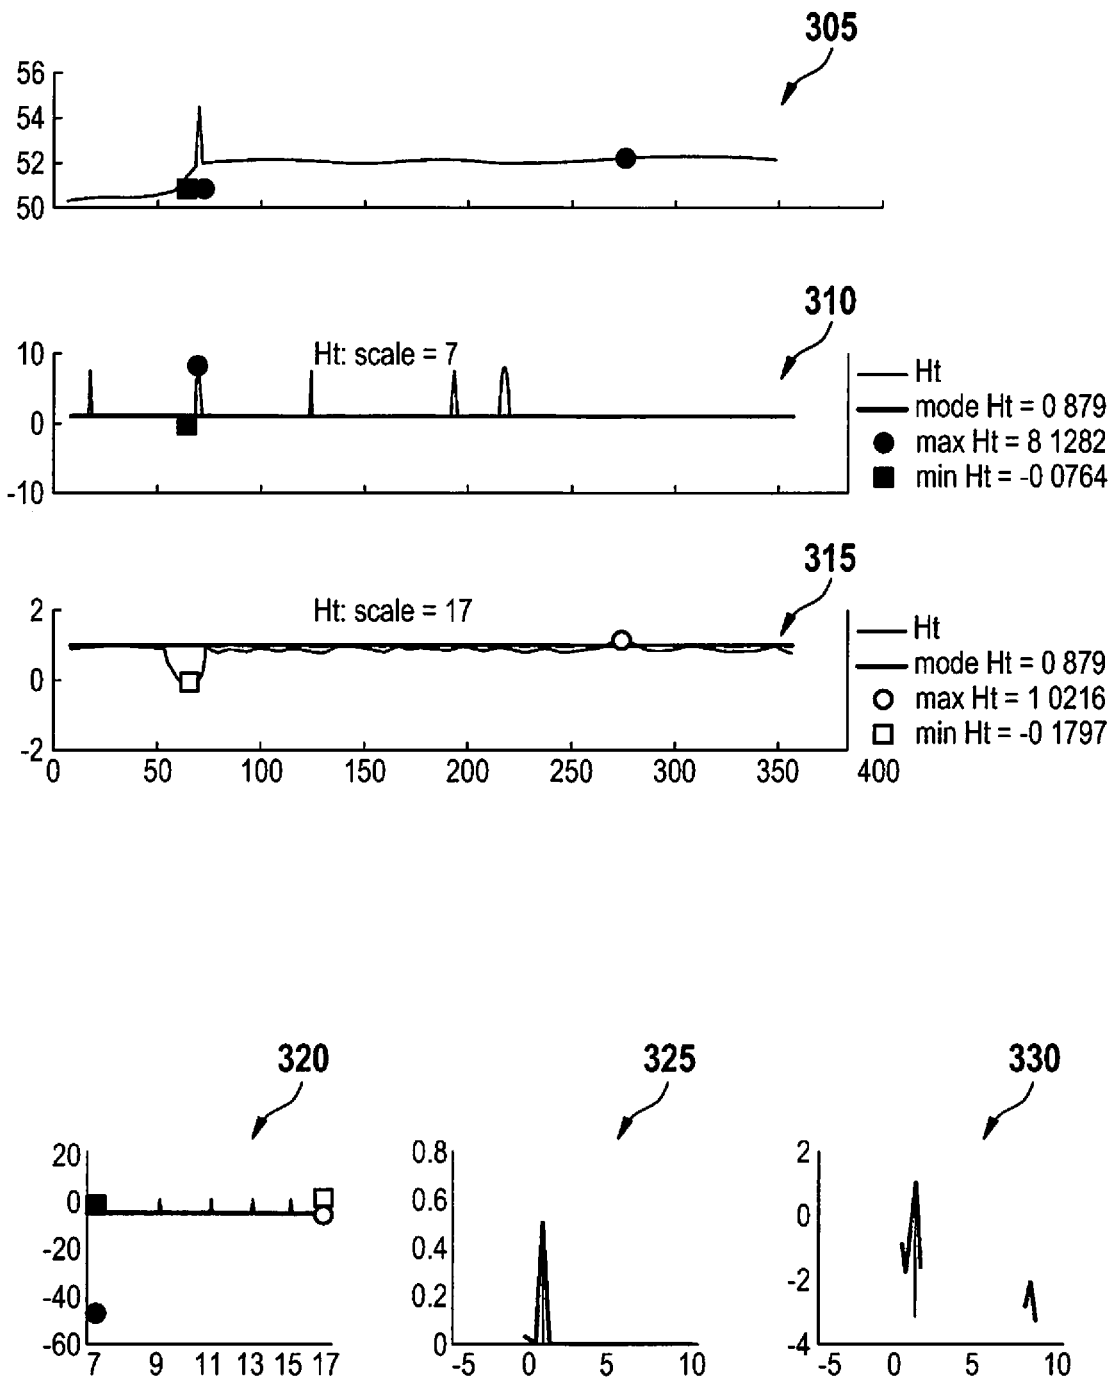 305
56
54
52
50
310
10
0
-10
Ht: scale = 7
Ht
mode Ht = 0 879
max Ht = 8 1282
min Ht = -0 0764
315
2
0
-2
Ht: scale = 17
Ht
mode Ht = 0 879
max Ht = 1 0216
min Ht = -0 1797
0 50 100 150 200 250 300 350 400
320
20
0
-20
-40
-60
7 9 11 13 15 17
325
0.8
0.6
0.4
0.2
0
-5 0 5 10
330
2
0
-2
-4
-5 0 5 10